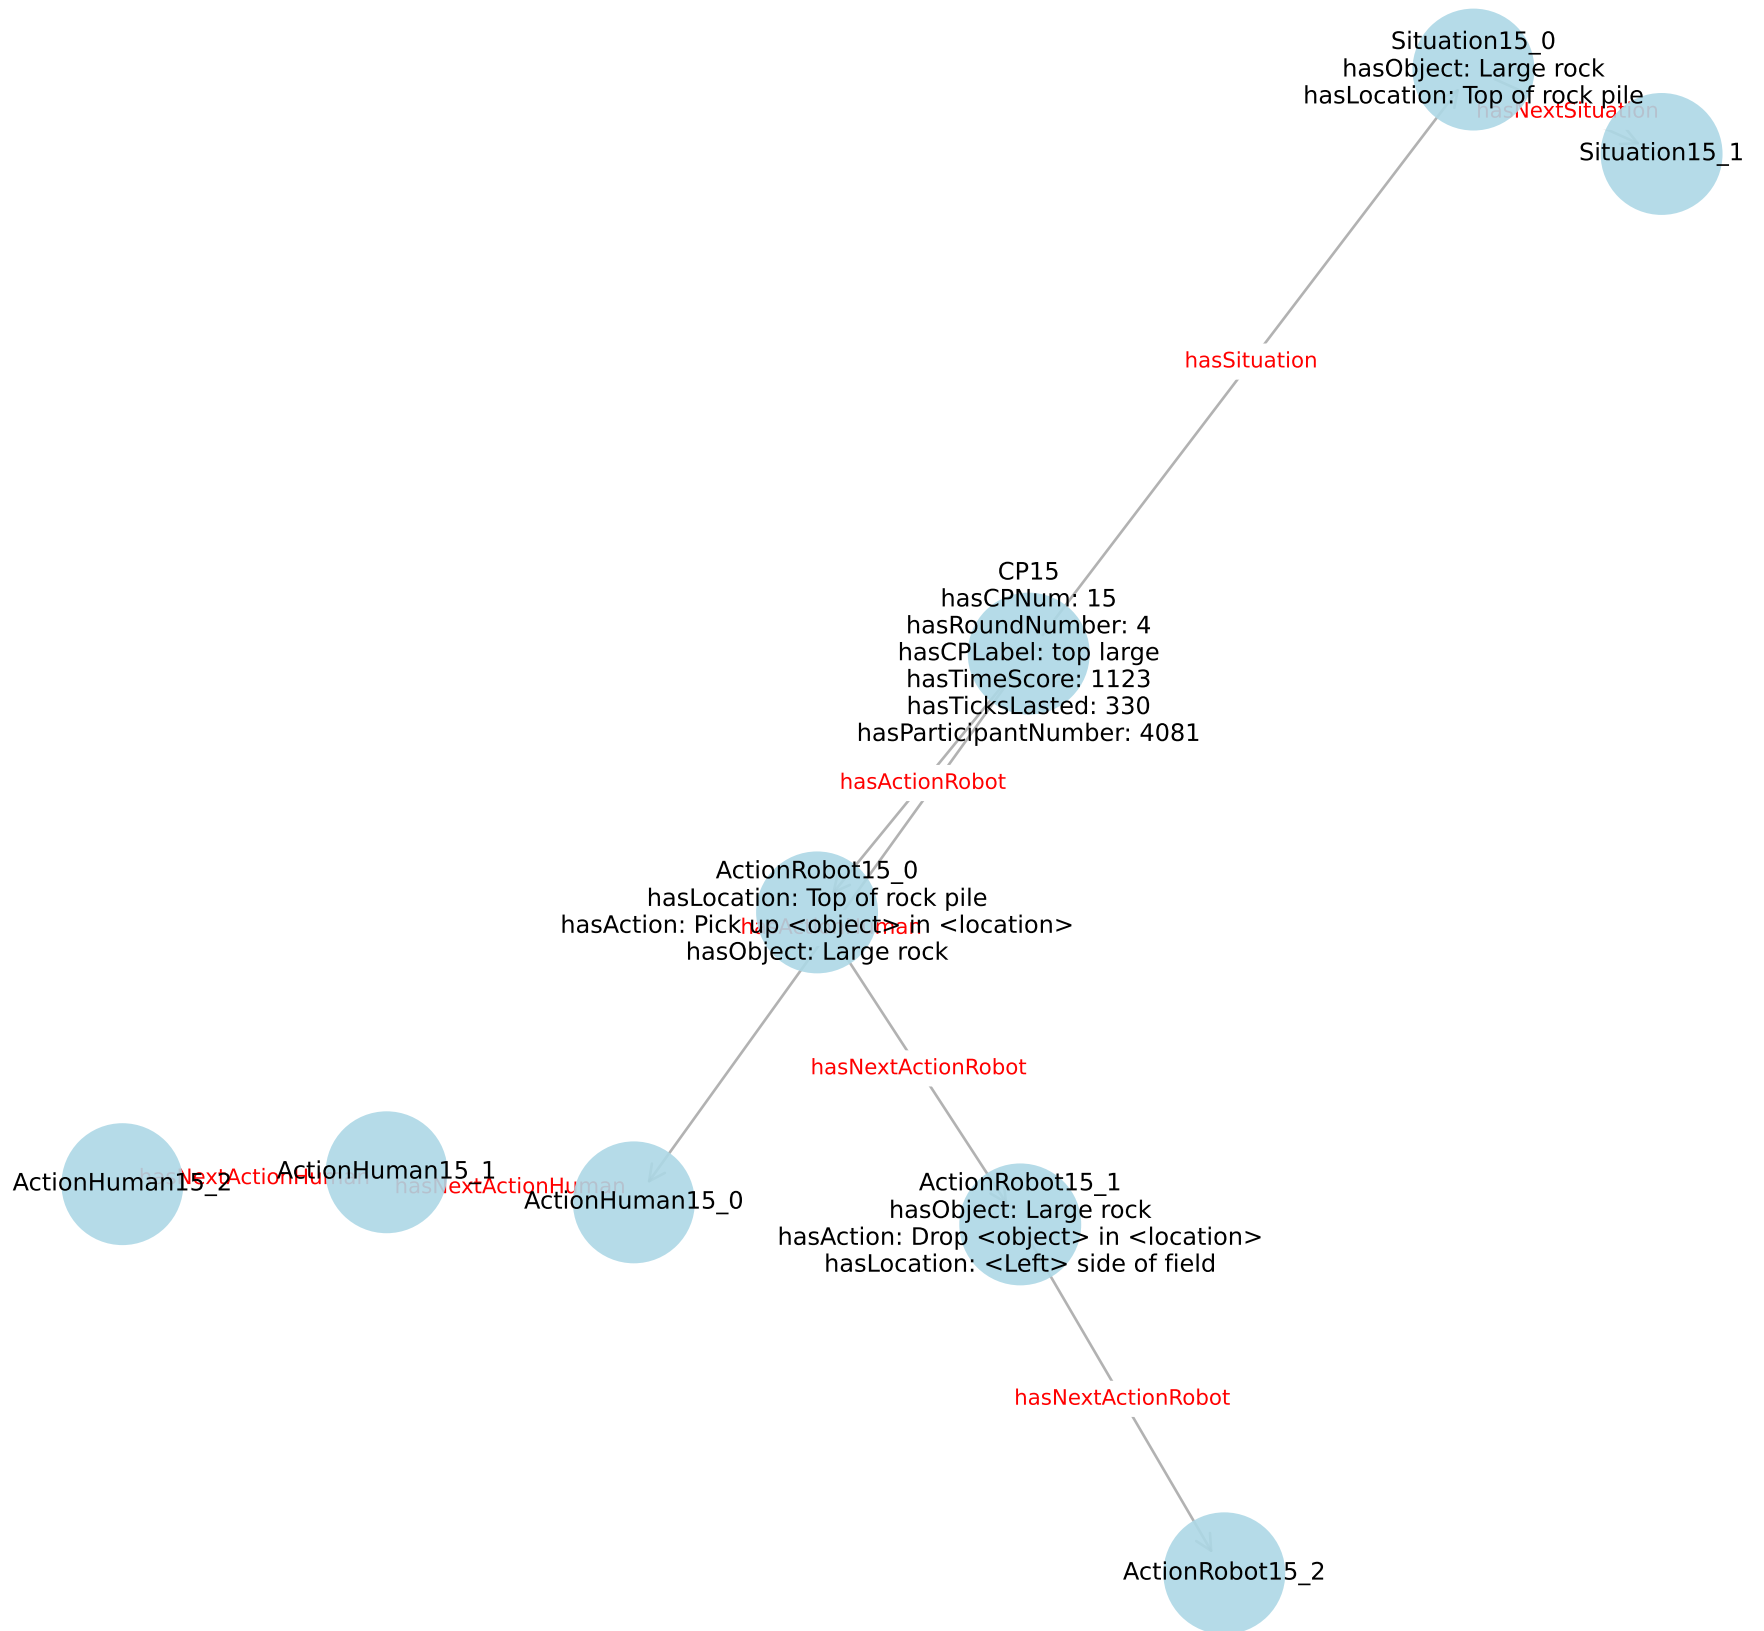 Situation15_0
hasObject: Large rock
hasLocation: Top of rock pile
hasNextSituation
Situation15_1
hasSituation
CP15
hasCPNum: 15
hasRoundNumber: 4
hasCPLabel: top large
hasTimeScore: 1123
hasTicksLasted: 330
hasParticipantNumber: 4081
hasActionRobot
ActionRobot15_0
hasLocation: Top of rock pile
hasAction: Pick up <object> in <location>
hasObject: Large rock
hasNextActionRobot
ActionHuman15_2
hasNextActionHuman
ActionHuman15_1
hasNextActionHuman
ActionHuman15_0
ActionRobot15_1
hasObject: Large rock
hasAction: Drop <object> in <location>
hasLocation: <Left> side of field
hasNextActionRobot
ActionRobot15_2